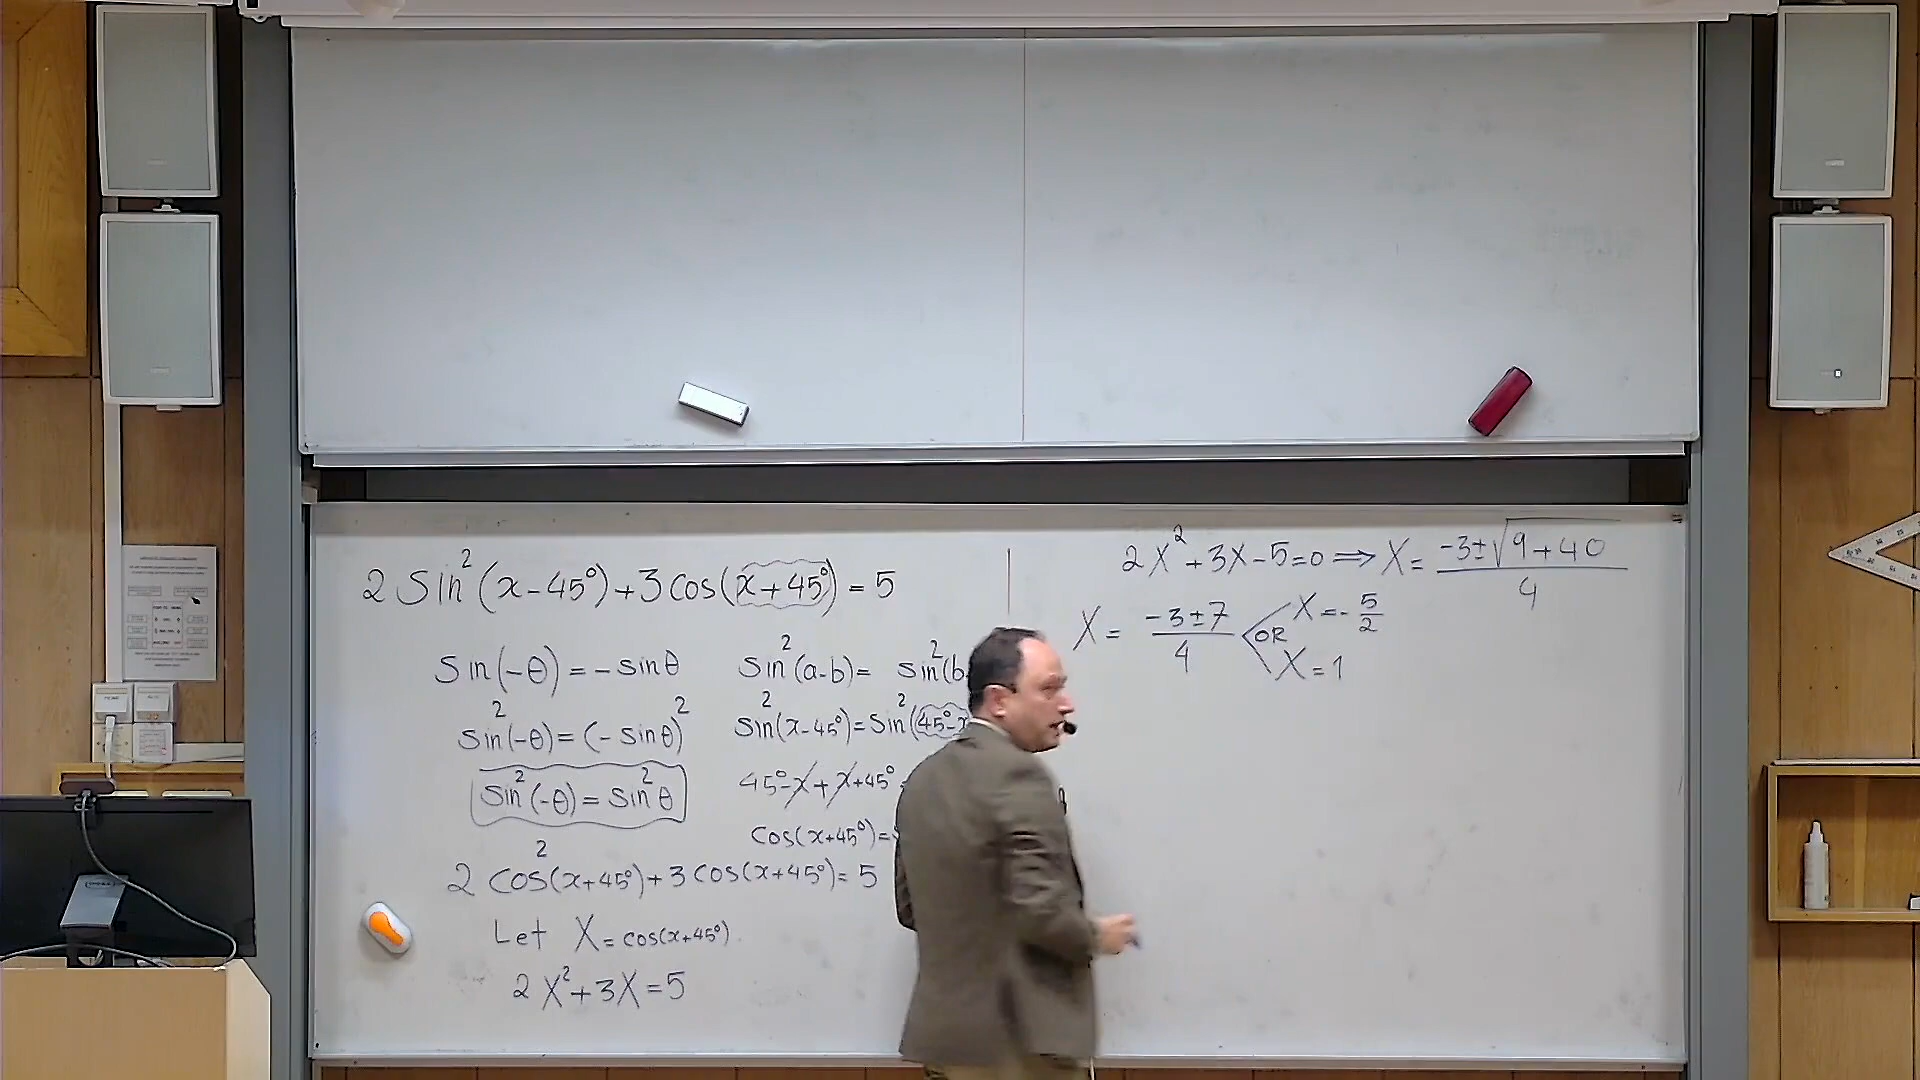 2 sin²(x-45°)+3cos(x+45°) = 5
sin(-θ) = -sinθ
sin²(-θ) = (-sinθ)²
sin²(-θ) = sin²θ
sin²(a-b) = sin²(b
sin²(x-45°) = sin²(45°-x
45°-x+x+45°
cos(x+45°) =
2 cos²(x+45°)+3cos(x+45°) = 5
Let X = cos(x+45°).
2X²+3X=5
2X²+3X-5=0 ⟹ X = (-3±√(9+40))/4
X = (-3±7)/4 < OR X = -5/2
X = 1